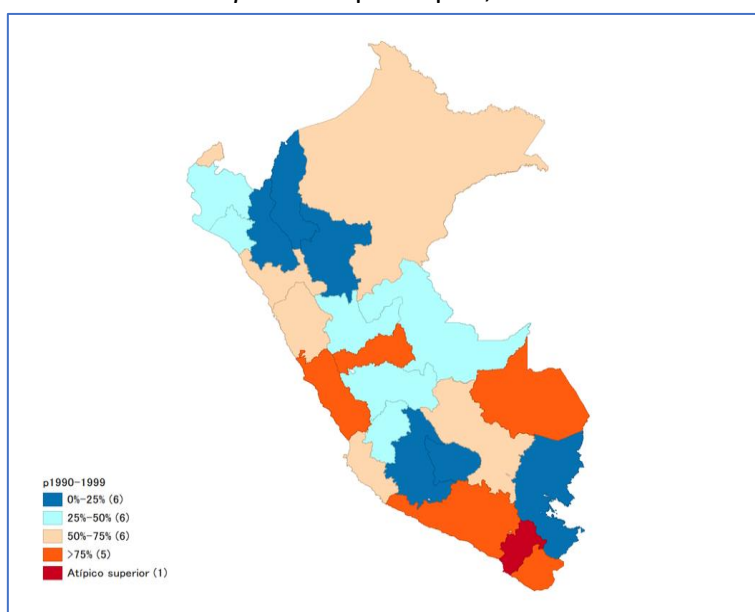 p1990-1999
0%-25% (6)
25%-50% (6)
50%-75% (6)
>75% (5)
Atípico superior (1)